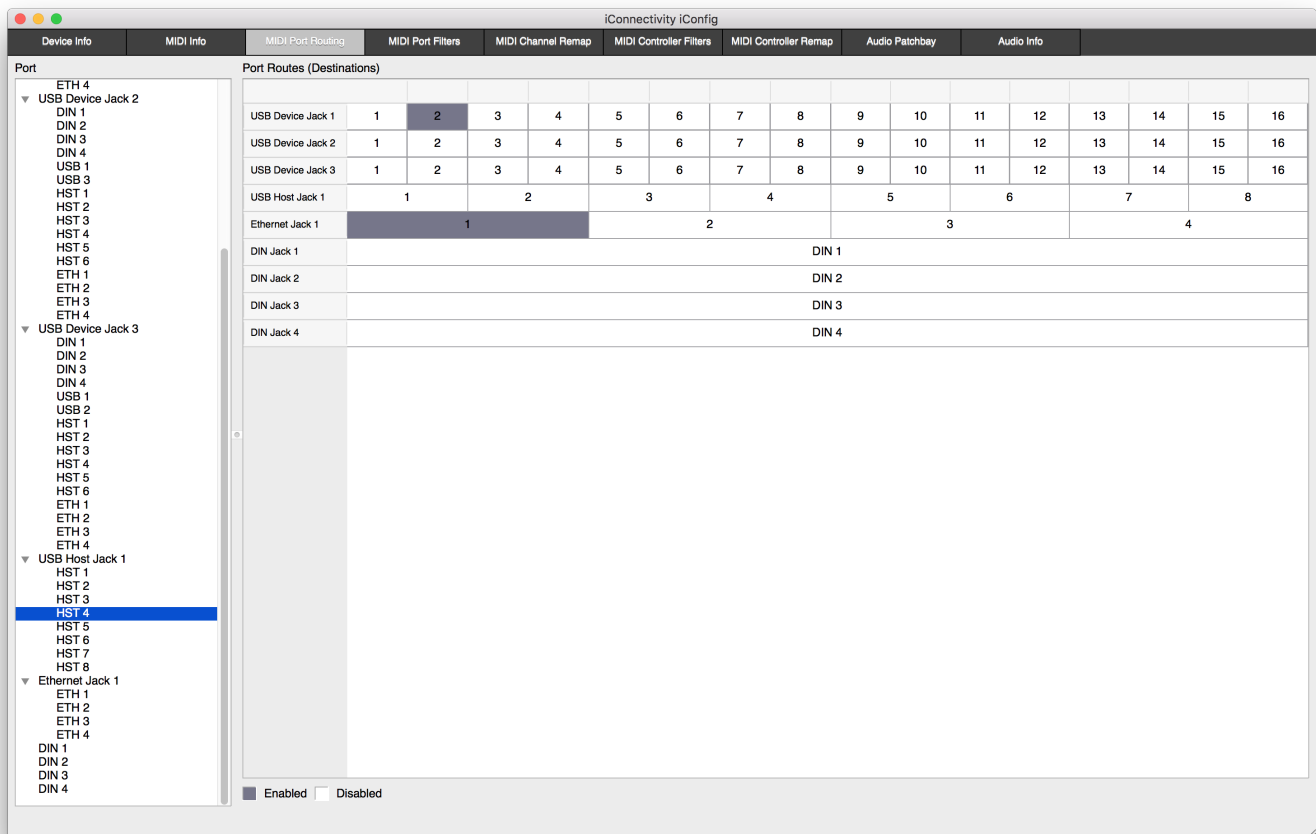 iConnectivity iConfig
Device Info MIDI Info MIDI Port Routing MIDI Port Filters MIDI Channel Remap MIDI Controller Filters MIDI Controller Remap Audio Patchbay Audio Info
Port
ETH 4
USB Device Jack 2
DIN 1
DIN 2
DIN 3
DIN 4
USB 1
USB 3
HST 1
HST 2
HST 3
HST 4
HST 5
HST 6
ETH 1
ETH 2
ETH 3
ETH 4
USB Device Jack 3
DIN 1
DIN 2
DIN 3
DIN 4
USB 1
USB 2
HST 1
HST 2
HST 3
HST 4
HST 5
HST 6
ETH 1
ETH 2
ETH 3
ETH 4
USB Host Jack 1
HST 1
HST 2
HST 3
HST 4
HST 5
HST 6
HST 7
HST 8
Ethernet Jack 1
ETH 1
ETH 2
ETH 3
ETH 4
DIN 1
DIN 2
DIN 3
DIN 4
Port Routes (Destinations)
USB Device Jack 1 1 2 3 4 5 6 7 8 9 10 11 12 13 14 15 16
USB Device Jack 2 1 2 3 4 5 6 7 8 9 10 11 12 13 14 15 16
USB Device Jack 3 1 2 3 4 5 6 7 8 9 10 11 12 13 14 15 16
USB Host Jack 1 1 2 3 4 5 6 7 8
Ethernet Jack 1 1 2 3 4
DIN Jack 1 DIN 1
DIN Jack 2 DIN 2
DIN Jack 3 DIN 3
DIN Jack 4 DIN 4
Enabled Disabled